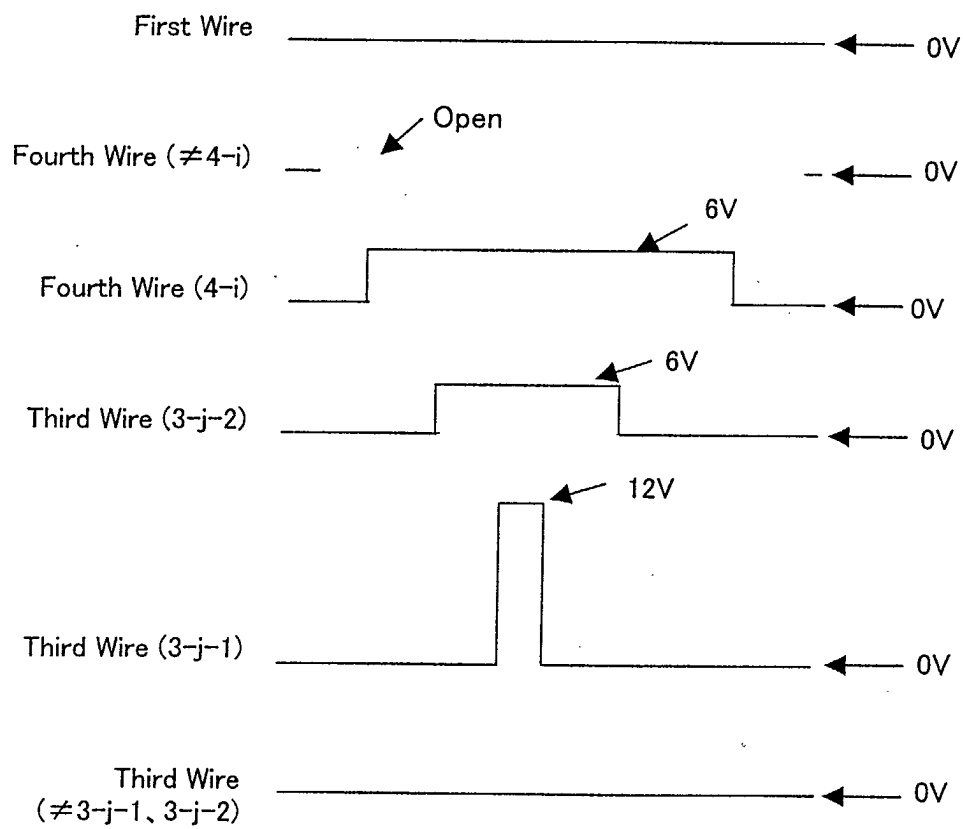 First Wire
0V
Open
Fourth Wire (≠4-i)
0V
6V
Fourth Wire (4-i)
0V
6V
Third Wire (3-j-2)
0V
12V
Third Wire (3-j-1)
0V
Third Wire
(≠3-j-1、3-j-2)
0V